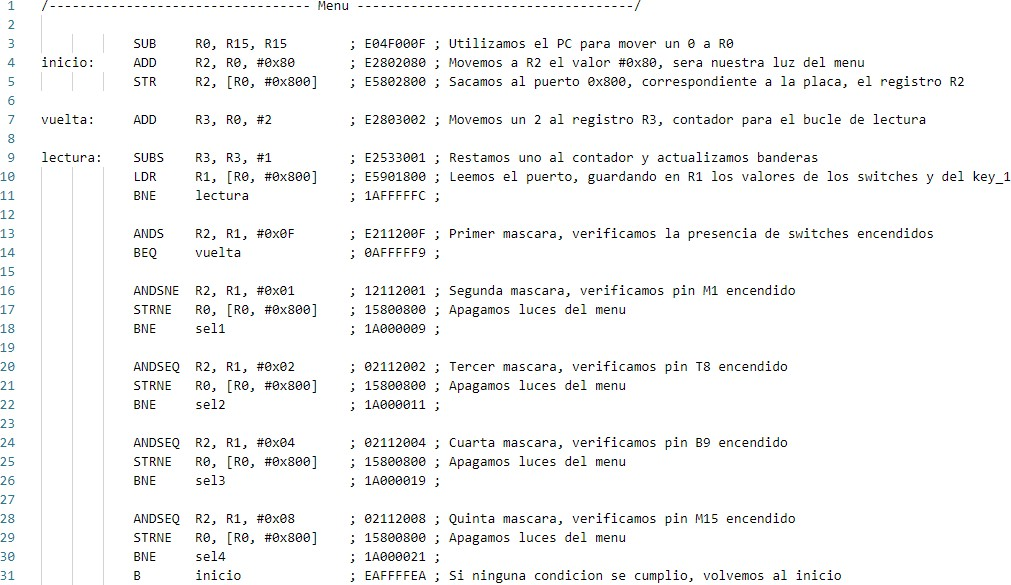 1 /---------------------------------- Menu ------------------------------------/
2
3 SUB R0, R15, R15 ; E04F000F ; Utilizamos el PC para mover un 0 a R0
4 inicio: ADD R2, R0, #0x80 ; E2802080 ; Movemos a R2 el valor #0x80, sera nuestra luz del menu
5 STR R2, [R0, #0x800] ; E5802800 ; Sacamos al puerto 0x800, correspondiente a la placa, el registro R2
6
7 vuelta: ADD R3, R0, #2 ; E2803002 ; Movemos un 2 al registro R3, contador para el bucle de lectura
8
9 lectura: SUBS R3, R3, #1 ; E2533001 ; Restamos uno al contador y actualizamos banderas
10 LDR R1, [R0, #0x800] ; E5901800 ; Leemos el puerto, guardando en R1 los valores de los switches y del key_1
11 BNE lectura ; 1AFFFFFC ;
12
13 ANDS R2, R1, #0x0F ; E211200F ; Primer mascara, verificamos la presencia de switches encendidos
14 BEQ vuelta ; 0AFFFFF9 ;
15
16 ANDSNE R2, R1, #0x01 ; 12112001 ; Segunda mascara, verificamos pin M1 encendido
17 STRNE R0, [R0, #0x800] ; 15800800 ; Apagamos luces del menu
18 BNE sel1 ; 1A000009 ;
19
20 ANDSEQ R2, R1, #0x02 ; 02112002 ; Tercer mascara, verificamos pin T8 encendido
21 STRNE R0, [R0, #0x800] ; 15800800 ; Apagamos luces del menu
22 BNE sel2 ; 1A000011 ;
23
24 ANDSEQ R2, R1, #0x04 ; 02112004 ; Cuarta mascara, verificamos pin B9 encendido
25 STRNE R0, [R0, #0x800] ; 15800800 ; Apagamos luces del menu
26 BNE sel3 ; 1A000019 ;
27
28 ANDSEQ R2, R1, #0x08 ; 02112008 ; Quinta mascara, verificamos pin M15 encendido
29 STRNE R0, [R0, #0x800] ; 15800800 ; Apagamos luces del menu
30 BNE sel4 ; 1A000021 ;
31 B inicio ; EAFFFFEA ; Si ninguna condicion se cumplio, volvemos al inicio